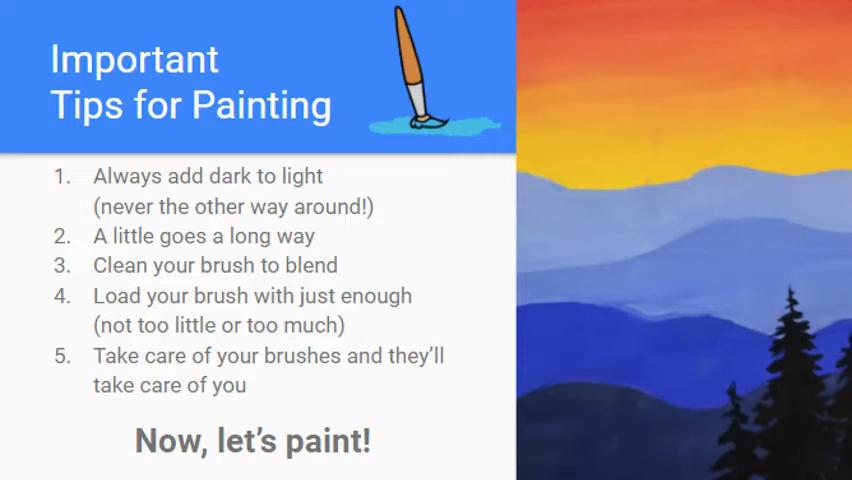 Important
Tips for Painting
1. Always add dark to light
(never the other way around!)
2. A little goes a long way
3. Clean your brush to blend
4. Load your brush with just enough
(not too little or too much)
5. Take care of your brushes and they’ll
take care of you
Now, let’s paint!